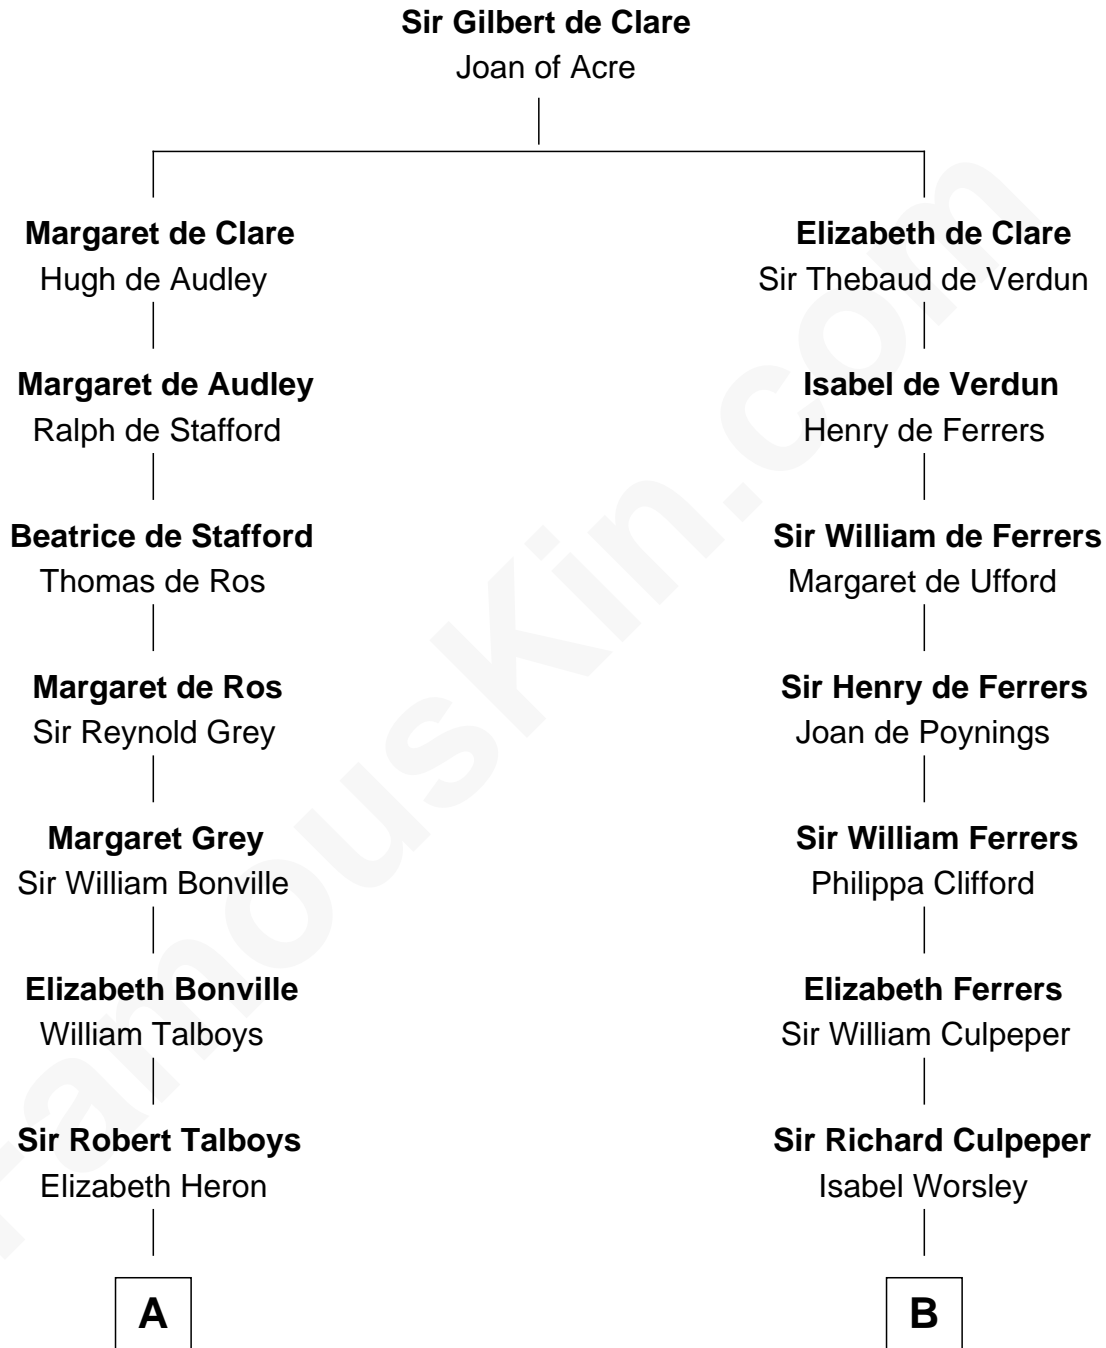 Sir Gilbert de Clare
Joan of Acre
Margaret de Clare
Hugh de Audley
Elizabeth de Clare
Sir Thebaud de Verdun
Margaret de Audley
Ralph de Stafford
Isabel de Verdun
Henry de Ferrers
Beatrice de Stafford
Thomas de Ros
Sir William de Ferrers
Margaret de Ufford
Margaret de Ros
Sir Reynold Grey
Sir Henry de Ferrers
Joan de Poynings
Margaret Grey
Sir William Bonville
Sir William Ferrers
Philippa Clifford
Elizabeth Bonville
William Talboys
Elizabeth Ferrers
Sir William Culpeper
Sir Robert Talboys
Elizabeth Heron
Sir Richard Culpeper
Isabel Worsley
A
B
FamousKin.com